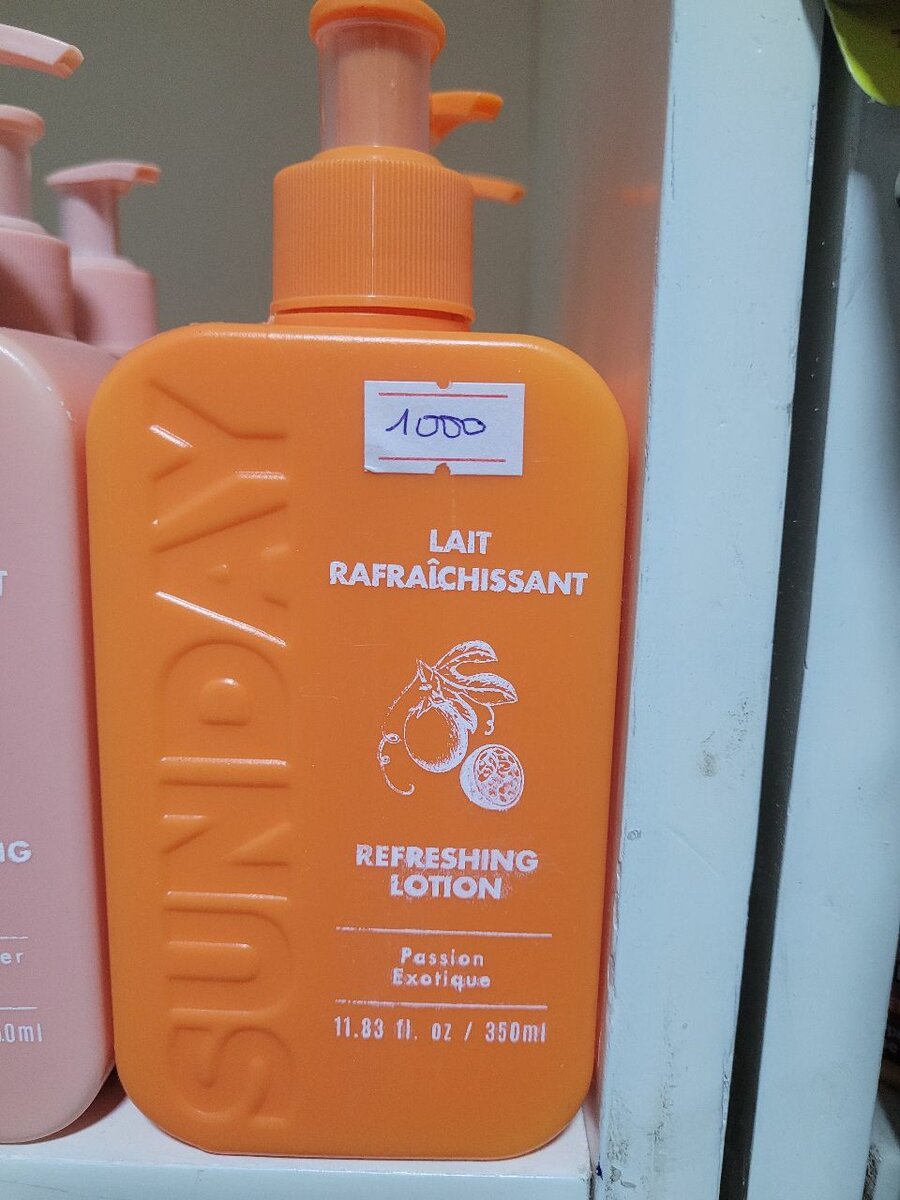 1000
SUNDAY
LAIT
RAFRAÎCHISSANT
REFRESHING
LOTION
Passion
Exotique
11.83 fl. oz / 350ml